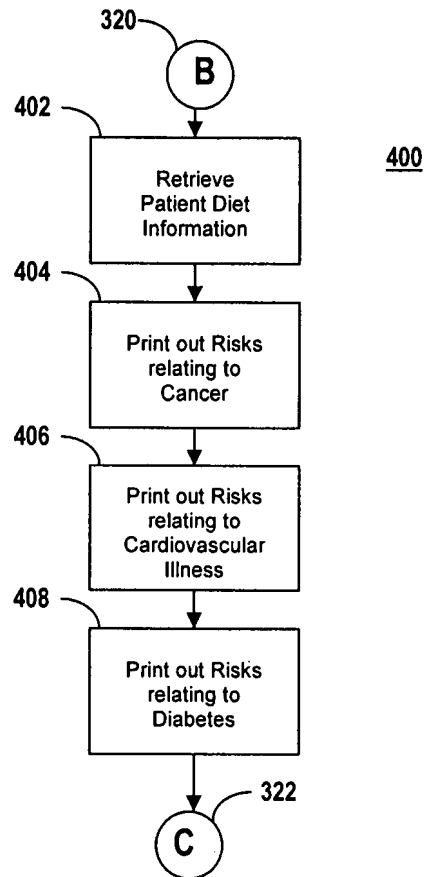 320
B
402
400
Retrieve
Patient Diet
Information
404
Print out Risks
relating to
Cancer
406
Print out Risks
relating to
Cardiovascular
Illness
408
Print out Risks
relating to
Diabetes
322
C